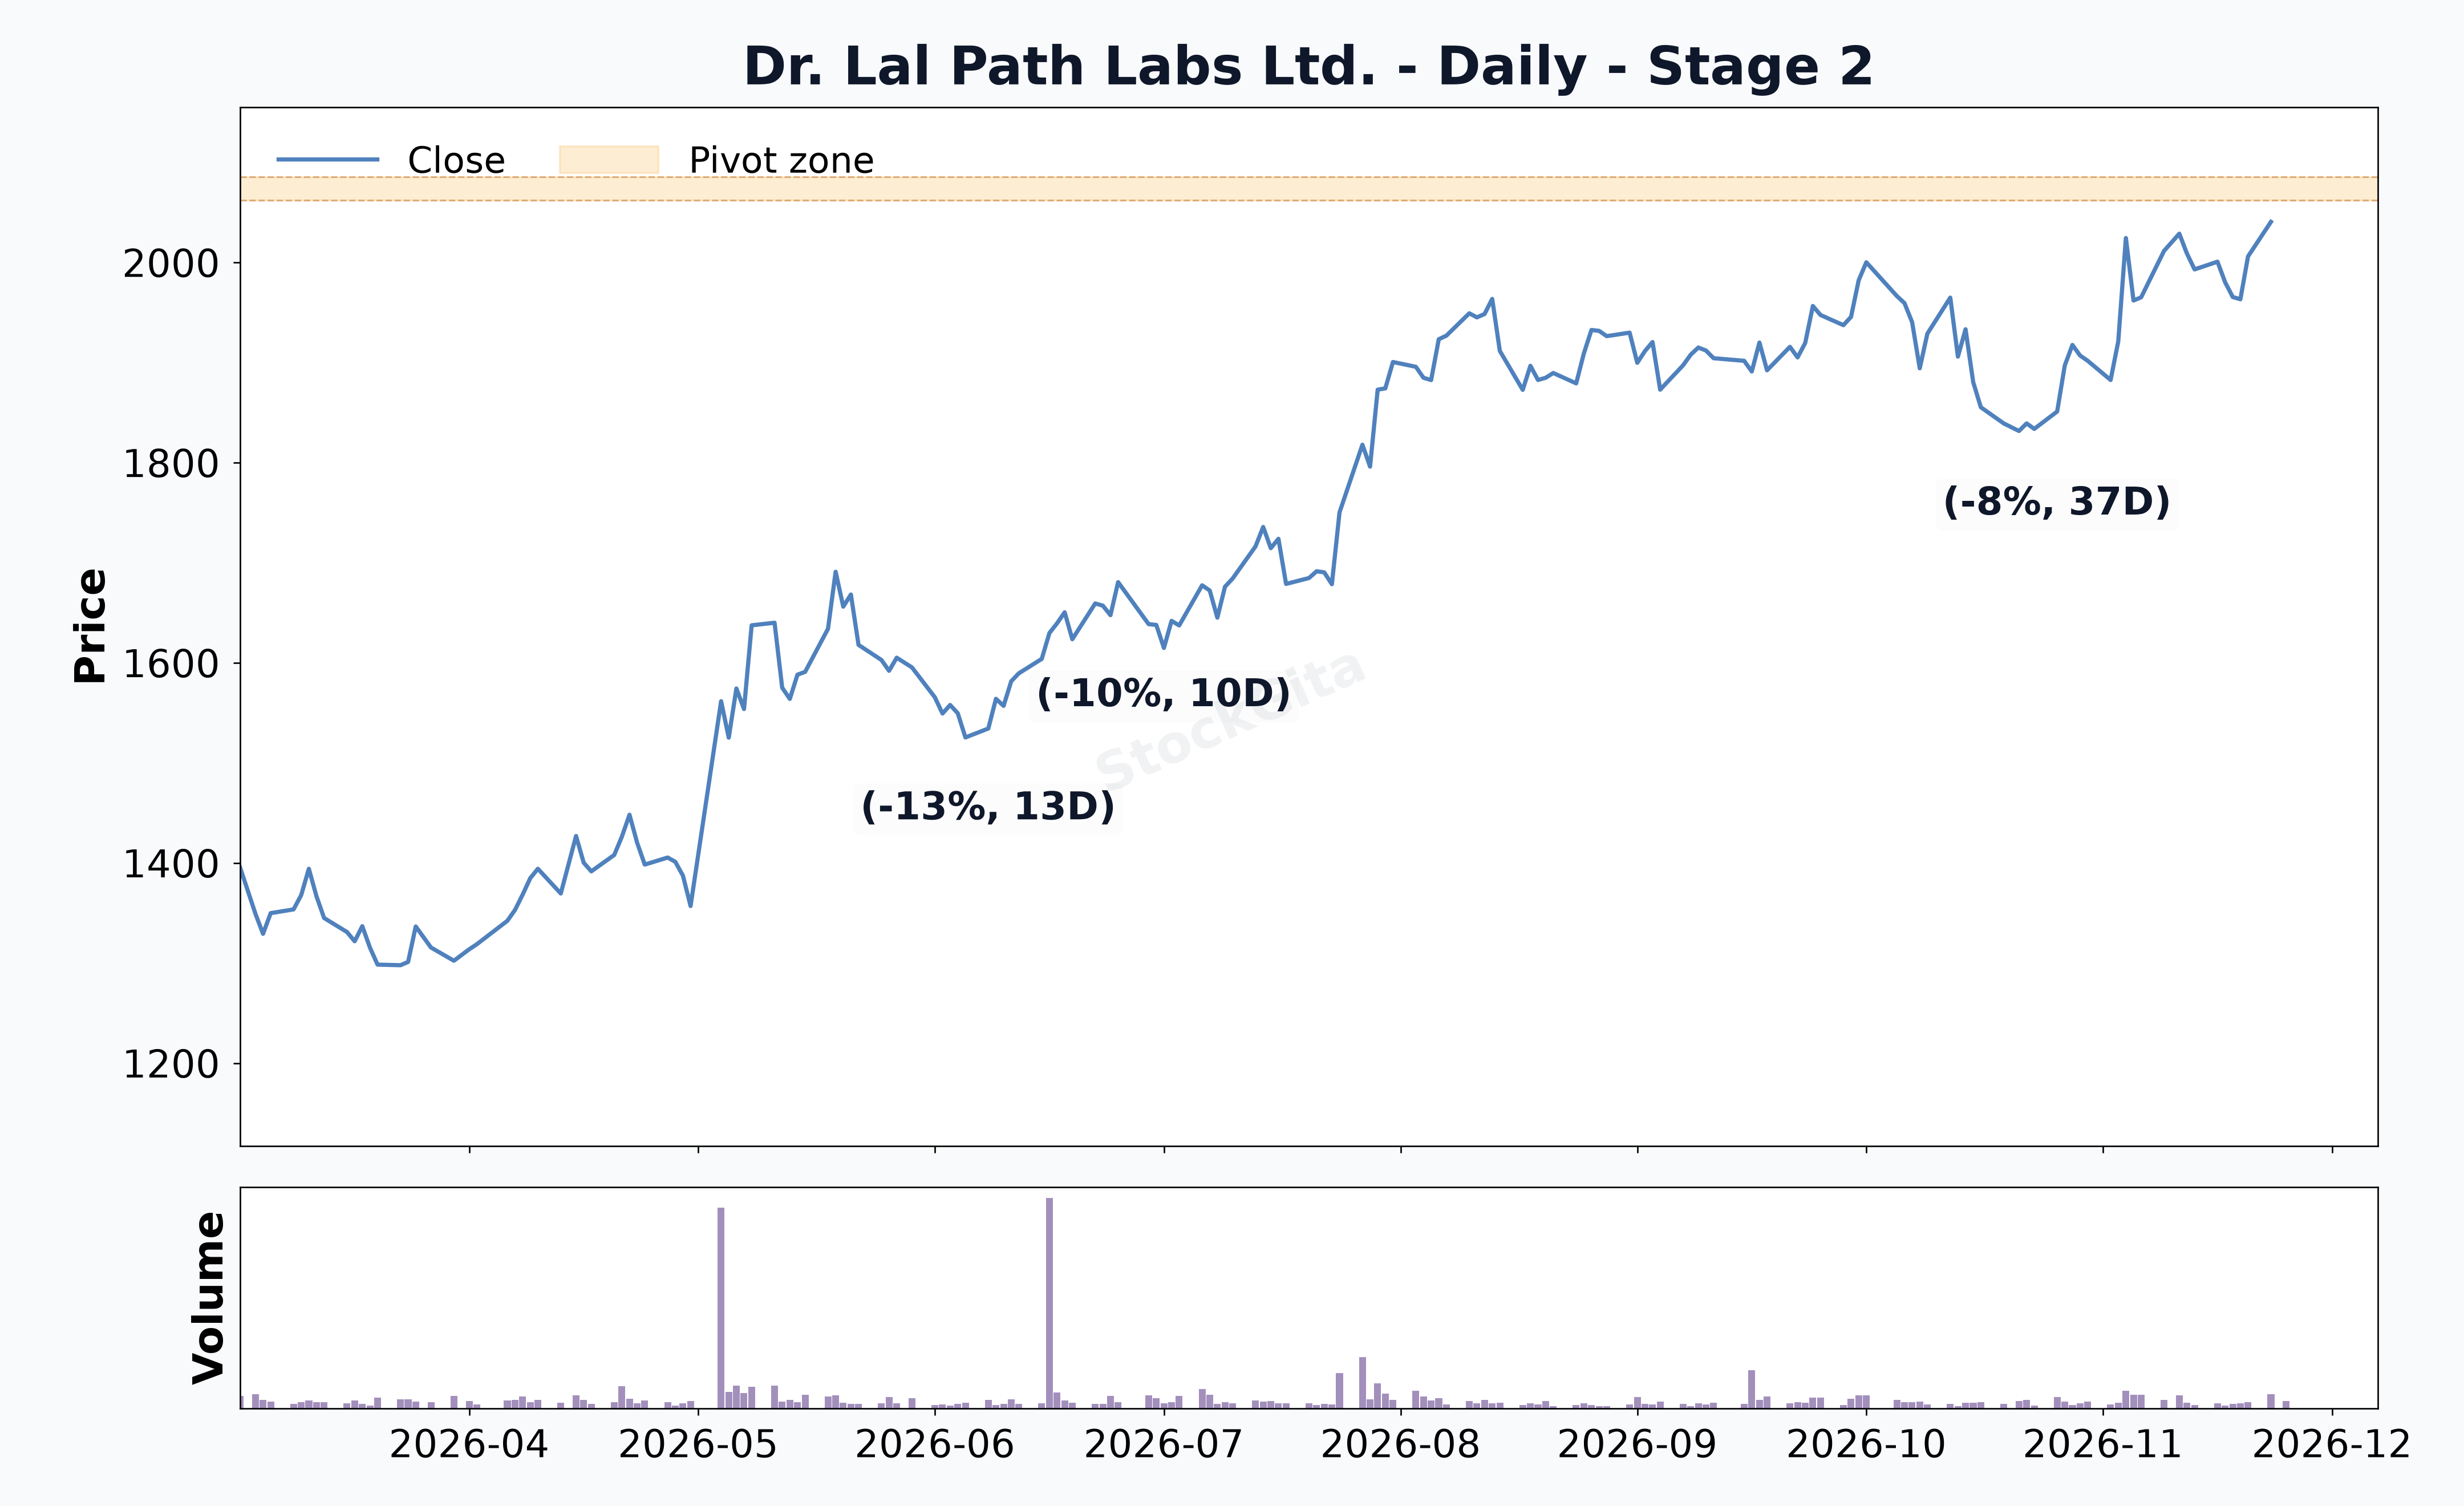 Dr. Lal Path Labs Ltd. - Daily - Stage 2
Close
Pivot zone
Price
2000
1800
1600
1400
1200
(-8%, 37D)
(-10%, 10D)
(-13%, 13D)
StockGita
Volume
2026-04
2026-05
2026-06
2026-07
2026-08
2026-09
2026-10
2026-11
2026-12